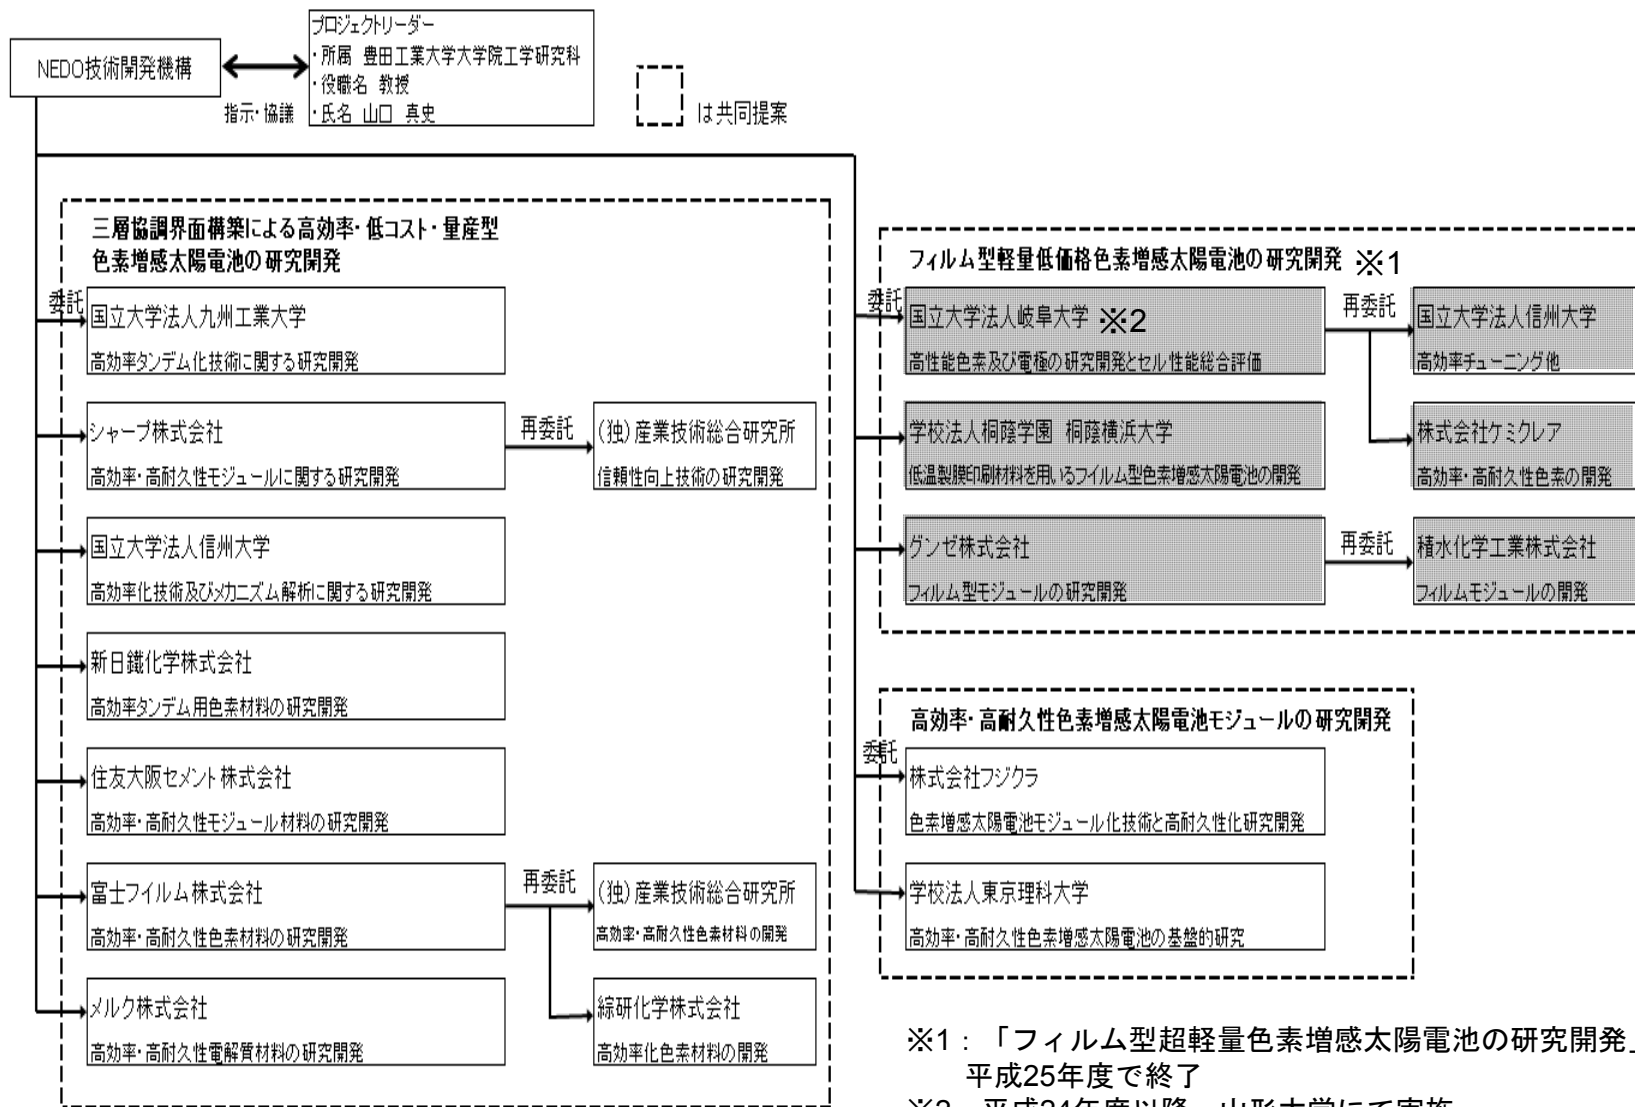 NEDO技術開発機構
指示・協議
プロジェクトリーダー
・所属 豊田工業大学大学院工学研究科
・役職名 教授
・氏名 山口 真史
は共同提案
三層協調界面構築による高効率・低コスト・量産型
色素増感太陽電池の研究開発
委託
国立大学法人九州工業大学
高効率タンデム化技術に関する研究開発
シャープ株式会社
高効率・高耐久性モジュールに関する研究開発
再委託
(独)産業技術総合研究所
信頼性向上技術の研究開発
国立大学法人信州大学
高効率化技術及びメカニズム解析に関する研究開発
新日鐵化学株式会社
高効率タンデム用色素材料の研究開発
住友大阪セメント株式会社
高効率・高耐久性モジュール材料の研究開発
富士フイルム株式会社
高効率・高耐久性色素材料の研究開発
再委託
(独)産業技術総合研究所
高効率・高耐久性色素材料の開発
綜研化学株式会社
高効率化色素材料の開発
メルク株式会社
高効率・高耐久性電解質材料の研究開発
フィルム型軽量低価格色素増感太陽電池の研究開発 ※1
委託
国立大学法人岐阜大学 ※2
高性能色素及び電極の研究開発とセル性能総合評価
再委託
国立大学法人信州大学
高効率チューニング他
株式会社ケミクレア
高効率・高耐久性色素の開発
学校法人桐蔭学園 桐蔭横浜大学
低温製膜印刷材料を用いるフイルム型色素増感太陽電池の開発
グンゼ株式会社
フィルム型モジュールの研究開発
再委託
積水化学工業株式会社
フィルムモジュールの開発
高効率・高耐久性色素増感太陽電池モジュールの研究開発
委託
株式会社フジクラ
色素増感太陽電池モジュール化技術と高耐久性化研究開発
学校法人東京理科大学
高効率・高耐久性色素増感太陽電池の基盤的研究
※1：「フィルム型超軽量色素増感太陽電池の研究開発」
平成25年度で終了
※2 平成24年度以降 山形大学にて実施